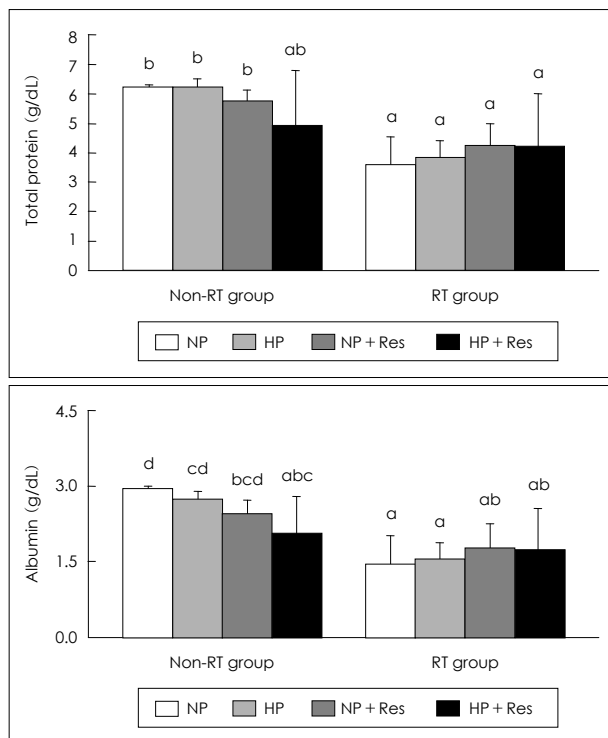 Total protein (g/dL)
8
7
6
5
4
3
2
1
0
b b b ab a a a a
Non-RT group RT group
NP HP NP + Res HP + Res
Albumin (g/dL)
4.5
3.0
1.5
0.0
d cd bcd abc a a ab ab
Non-RT group RT group
NP HP NP + Res HP + Res